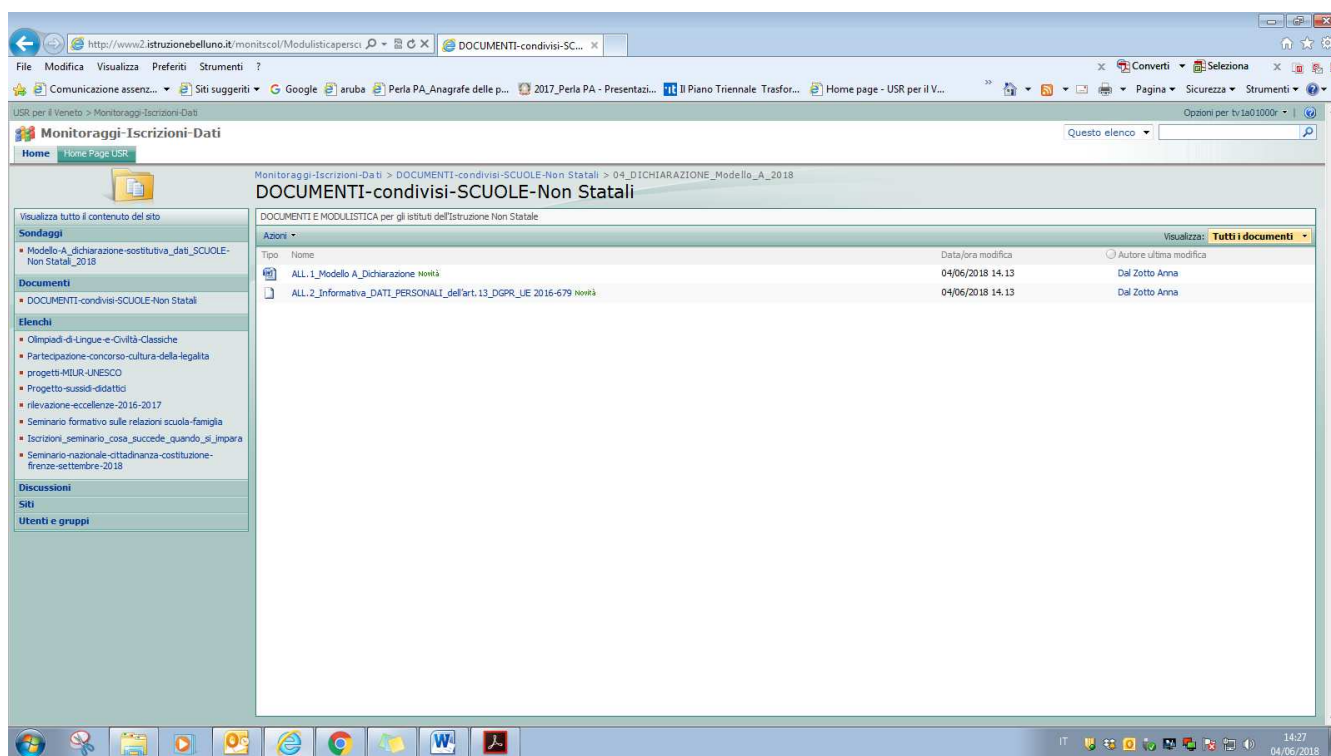 http://www2.istruzionebelluno.it/monitscol/Modulisticapersci
DOCUMENTI-condivisi-SC...
File Modifica Visualizza Preferiti Strumenti ?
Converti Seleziona
Comunicazione assenz... Siti suggeriti Google aruba Perla PA_Anagrafe delle p... 2017_Perla PA - Presentazi... Il Piano Triennale Trasfor... Home page - USR per il V... Pagina Sicurezza Strumenti
USR per il Veneto > Monitoraggi-Iscrizioni-Dati Opzioni per tv1a01000r
Monitoraggi-Iscrizioni-Dati Questo elenco
Home Home Page USR
Monitoraggi-Iscrizioni-Dati > DOCUMENTI-condivisi-SCUOLE-Non Statali > 04_DICHIARAZIONE_Modello_A_2018
DOCUMENTI-condivisi-SCUOLE-Non Statali
DOCUMENTI E MODULISTICA per gli istituti dell'Istruzione Non Statale
Azioni Visualizza: Tutti i documenti
Tipo Nome Data/ora modifica Autore ultima modifica
ALL.1_Modello A_Dichiarazione Novità 04/06/2018 14.13 Dal Zotto Anna
ALL.2_Informativa_DATI_PERSONALI_dell'art.13_DGPR_UE 2016-679 Novità 04/06/2018 14.13 Dal Zotto Anna
Visualizza tutto il contenuto del sito
Sondaggi
Modello-A_dichiarazione-sostitutiva_dati_SCUOLE-
Non Statali_2018
Documenti
DOCUMENTI-condivisi-SCUOLE-Non Statali
Elenchi
Olimpiadi-di-Lingue-e-Civiltà-Classiche
Partecipazione-concorso-cultura-della-legalita
progetti-MIUR-UNESCO
Progetto-sussidi-didattici
rilevazione-eccellenze-2016-2017
Seminario formativo sulle relazioni scuola-famiglia
Iscrizioni_seminario_cosa_succede_quando_si_impara
Seminario-nazionale-cittadinanza-costituzione-
firenze-settembre-2018
Discussioni
Siti
Utenti e gruppi
IT 14:27
04/06/2018